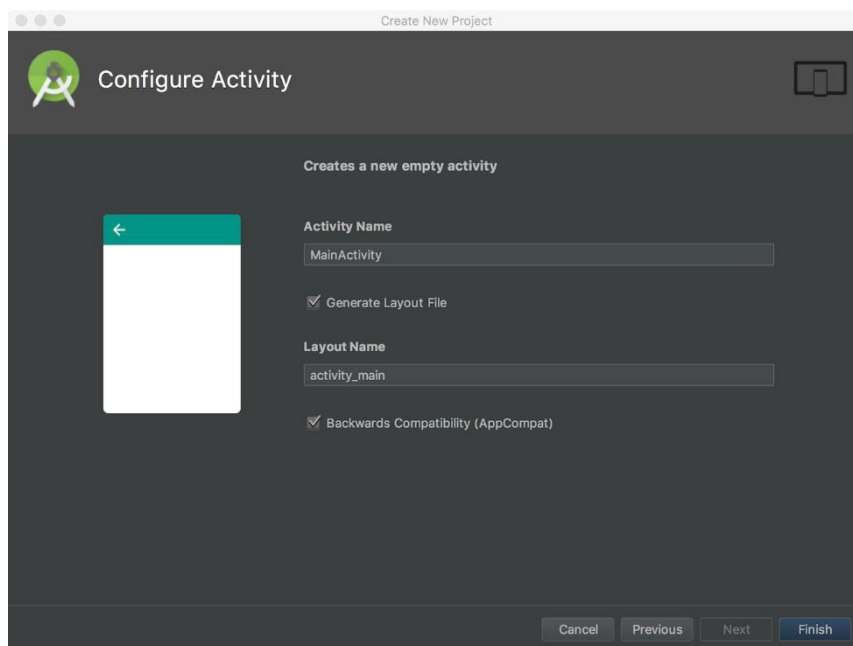 Create New Project
Configure Activity
Creates a new empty activity
Activity Name
MainActivity
Generate Layout File
Layout Name
activity_main
Backwards Compatibility (AppCompat)
Cancel Previous Next Finish